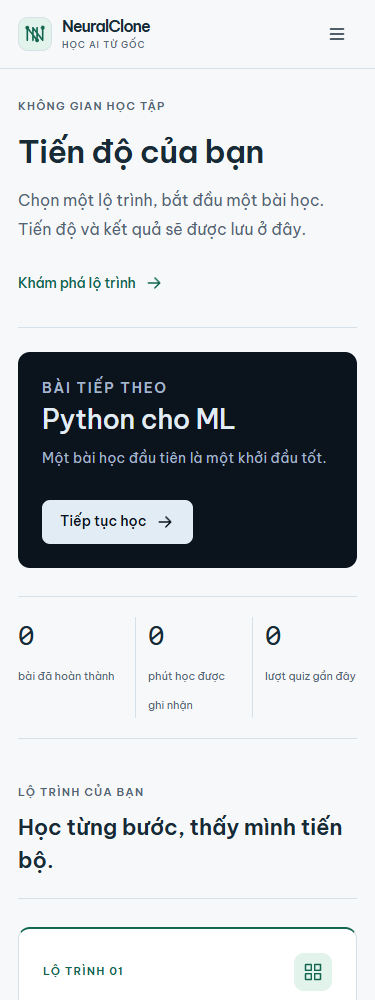 NeuralClone
HỌC AI TỪ GỐC
KHÔNG GIAN HỌC TẬP
Tiến độ của bạn
Chọn một lộ trình, bắt đầu một bài học.
Tiến độ và kết quả sẽ được lưu ở đây.
Khám phá lộ trình →
BÀI TIẾP THEO
Python cho ML
Một bài học đầu tiên là một khởi đầu tốt.
Tiếp tục học →
0
bài đã hoàn thành
0
phút học được
ghi nhận
0
lượt quiz gần đây
LỘ TRÌNH CỦA BẠN
Học từng bước, thấy mình tiến
bộ.
LỘ TRÌNH 01